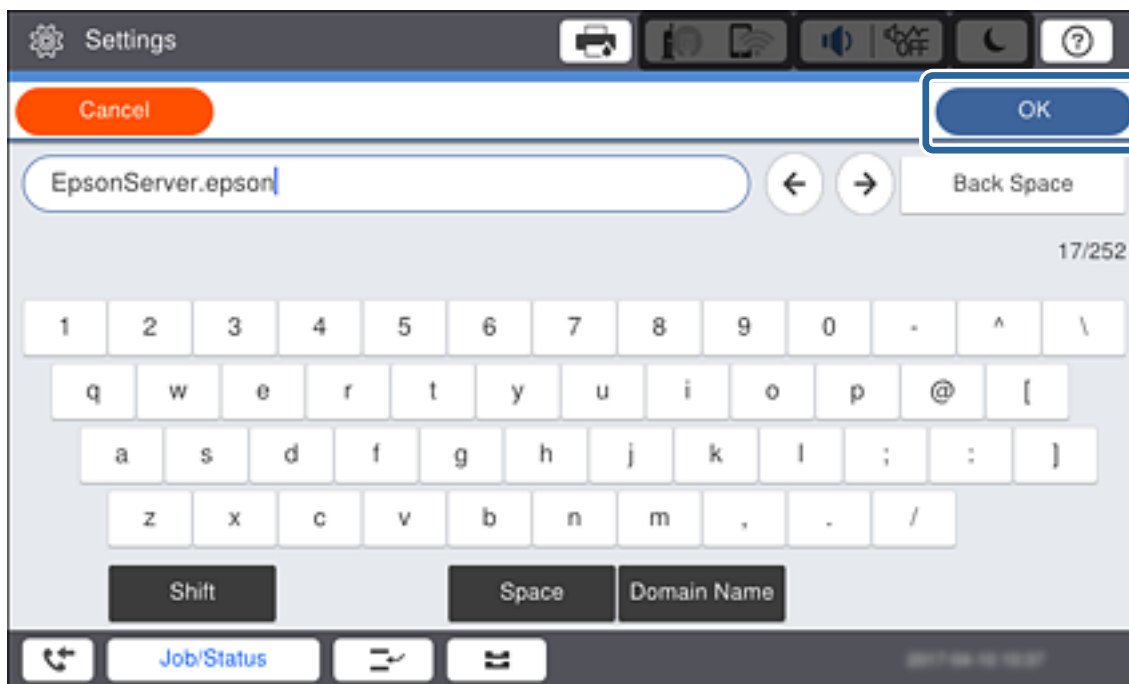 Settings
OFF
?
Cancel OK
EpsonServer.epson ← → Back Space
17/252
1 2 3 4 5 6 7 8 9 0 - ^ \
q w e r t y u i o p @ [
a s d f g h j k l ; : ]
z x c v b n m , . /
Shift Space Domain Name
Job/Status